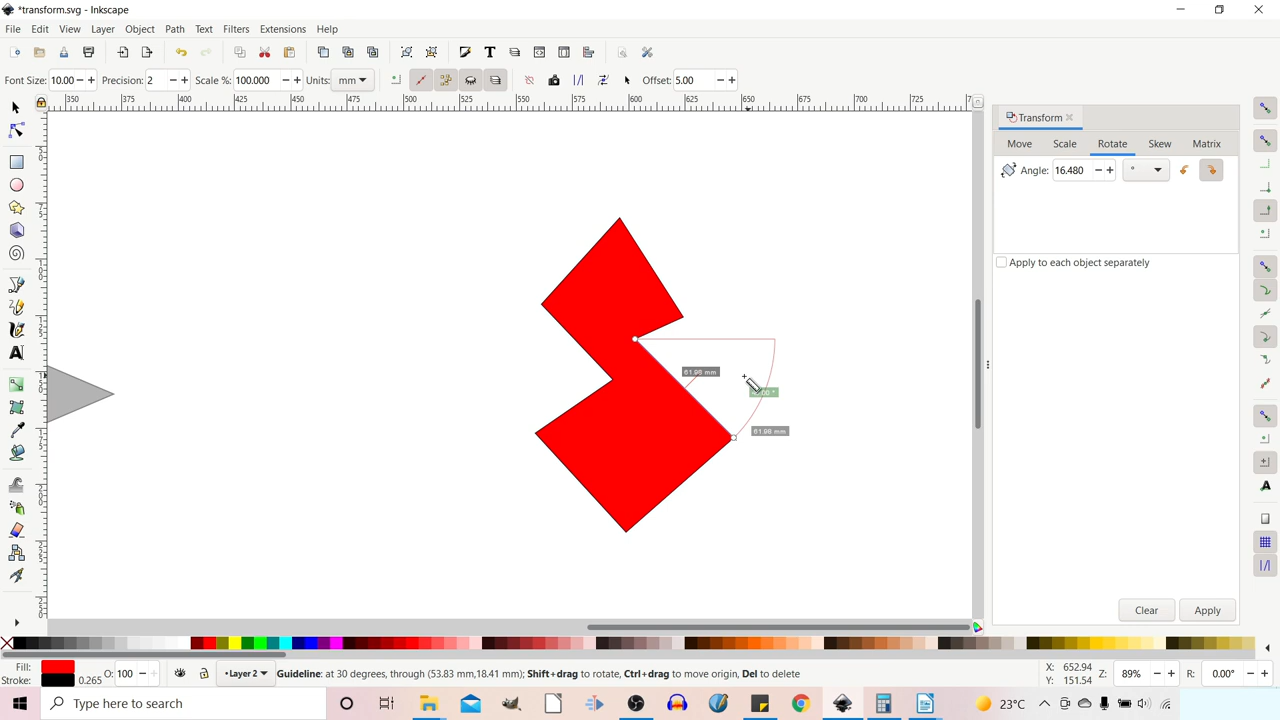 *transform.svg - Inkscape
File Edit View Layer Object Path Text Filters Extensions Help
Font Size: 10.00 Precision: 2 Scale %: 100.000 Units: mm Offset: 5.00
350 375 400 425 450 475 500 525 550 575 600 625 650 675 700 725
Transform
Move Scale Rotate Skew Matrix
Angle: 16.480 °
Apply to each object separately
61.98 mm
61.98 mm
Clear Apply
Fill:
Stroke: 0.265 O: 100 Layer 2 Guideline: at 30 degrees, through (53.83 mm,18.41 mm); Shift+drag to rotate, Ctrl+drag to move origin, Del to delete X: 652.94 Y: 151.54 Z: 89% R: 0.00°
Type here to search 23°C